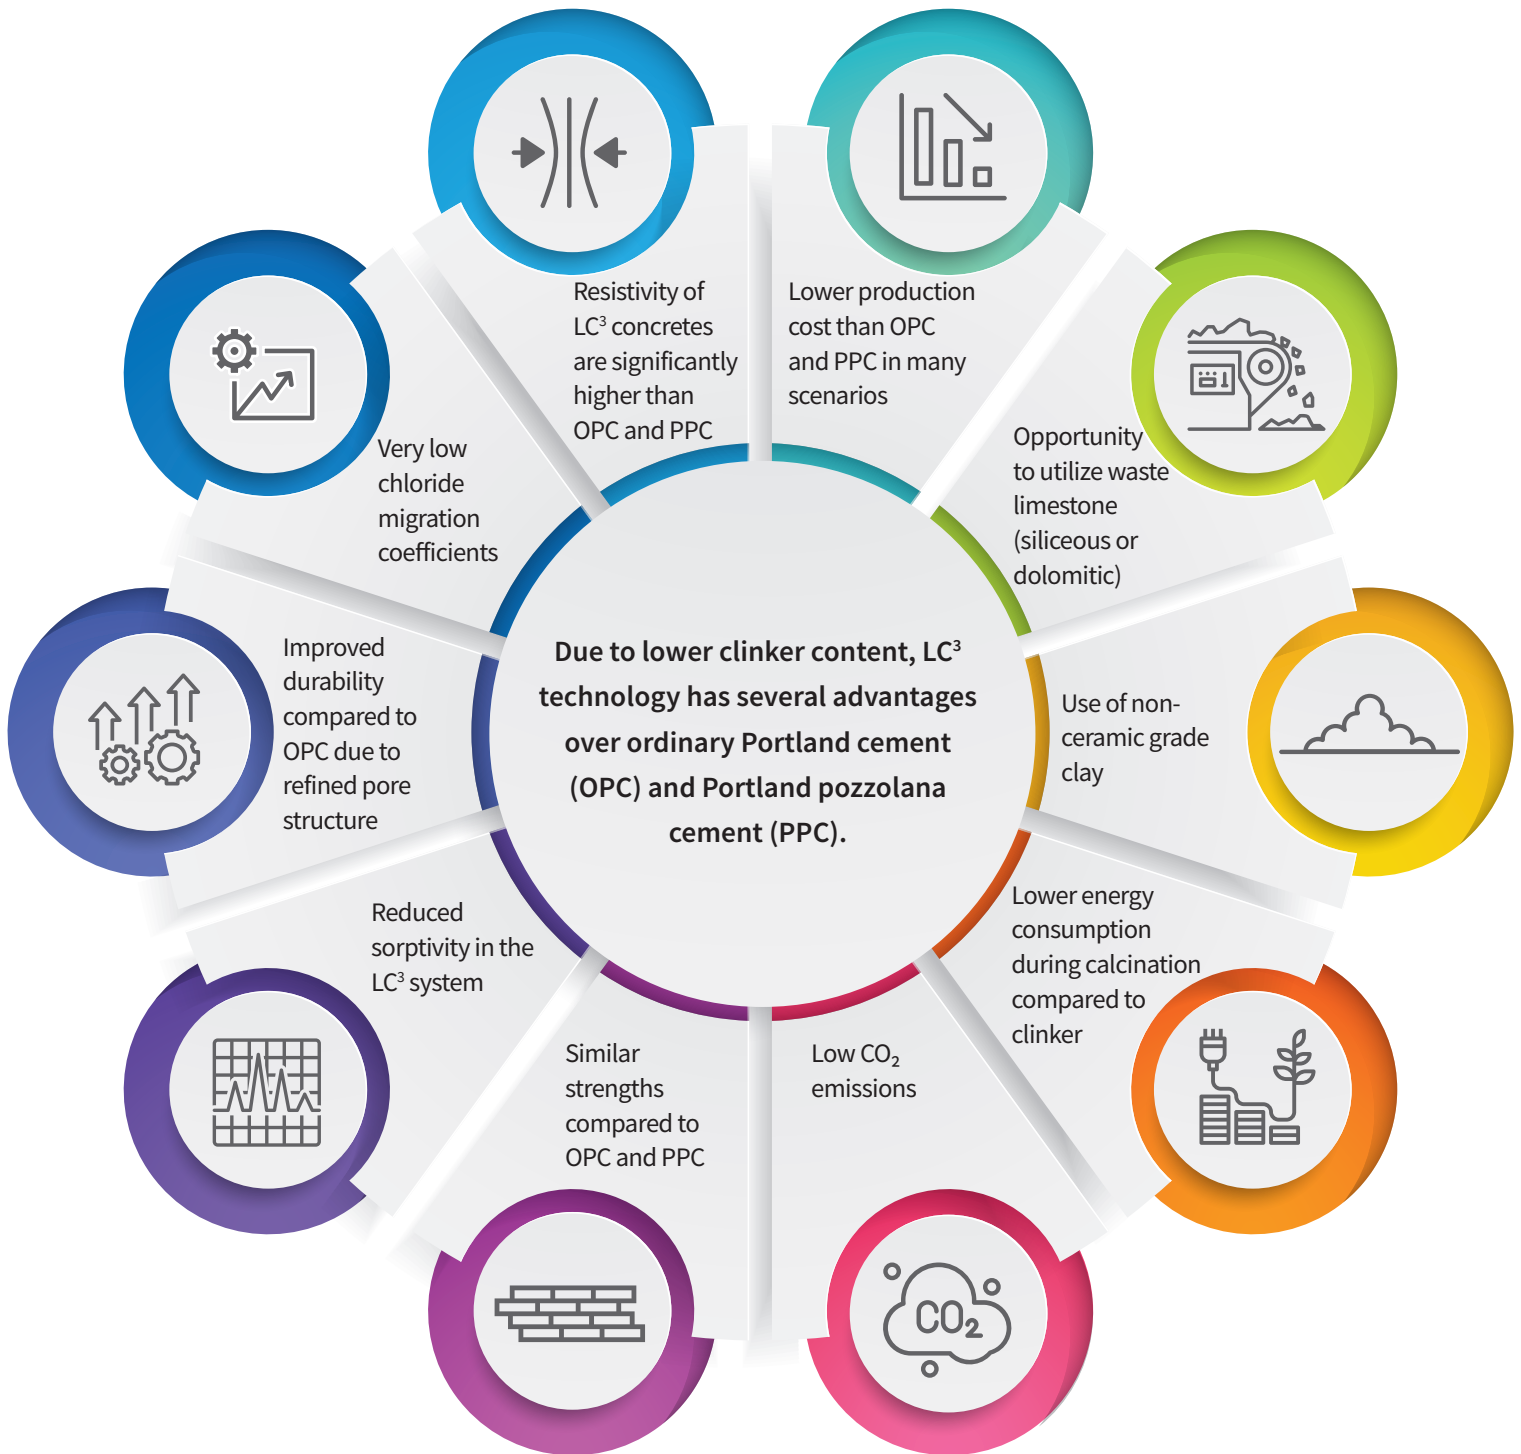 Resistivity of
LC³ concretes
are significantly
higher than
OPC and PPC
Lower production
cost than OPC
and PPC in many
scenarios
Opportunity
to utilize waste
limestone
(siliceous or
dolomitic)
Use of non-
ceramic grade
clay
Lower energy
consumption
during calcination
compared to
clinker
Low CO₂
emissions
CO₂
Similar
strengths
compared to
OPC and PPC
Reduced
sorptivity in the
LC³ system
Improved
durability
compared to
OPC due to
refined pore
structure
Very low
chloride
migration
coefficients
Due to lower clinker content, LC³
technology has several advantages
over ordinary Portland cement
(OPC) and Portland pozzolana
cement (PPC).